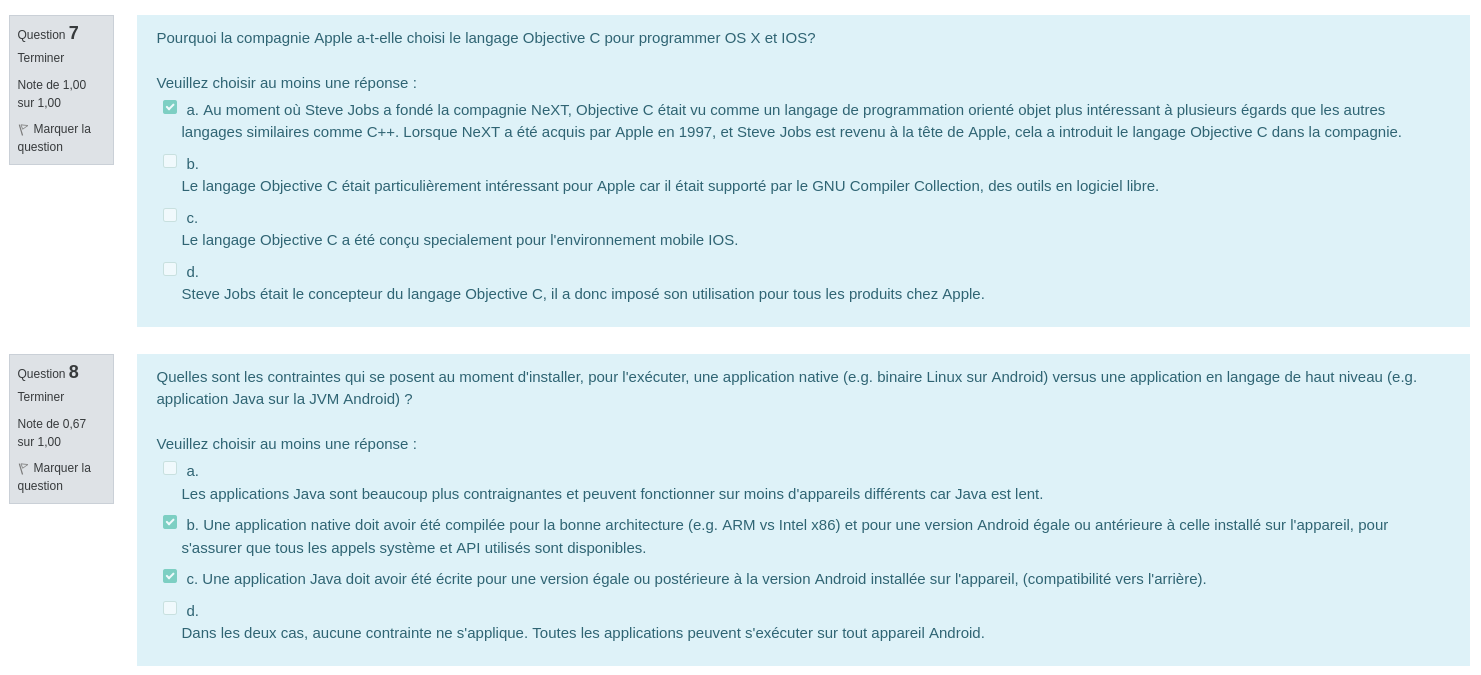 Question 7
Terminer
Note de 1,00
sur 1,00
Marquer la
question
Pourquoi la compagnie Apple a-t-elle choisi le langage Objective C pour programmer OS X et IOS?
Veuillez choisir au moins une réponse :
a. Au moment où Steve Jobs a fondé la compagnie NeXT, Objective C était vu comme un langage de programmation orienté objet plus intéressant à plusieurs égards que les autres
langages similaires comme C++. Lorsque NeXT a été acquis par Apple en 1997, et Steve Jobs est revenu à la tête de Apple, cela a introduit le langage Objective C dans la compagnie.
b.
Le langage Objective C était particulièrement intéressant pour Apple car il était supporté par le GNU Compiler Collection, des outils en logiciel libre.
c.
Le langage Objective C a été conçu specialement pour l'environnement mobile IOS.
d.
Steve Jobs était le concepteur du langage Objective C, il a donc imposé son utilisation pour tous les produits chez Apple.
Question 8
Terminer
Note de 0,67
sur 1,00
Marquer la
question
Quelles sont les contraintes qui se posent au moment d'installer, pour l'exécuter, une application native (e.g. binaire Linux sur Android) versus une application en langage de haut niveau (e.g.
application Java sur la JVM Android) ?
Veuillez choisir au moins une réponse :
a.
Les applications Java sont beaucoup plus contraignantes et peuvent fonctionner sur moins d'appareils différents car Java est lent.
b. Une application native doit avoir été compilée pour la bonne architecture (e.g. ARM vs Intel x86) et pour une version Android égale ou antérieure à celle installé sur l'appareil, pour
s'assurer que tous les appels système et API utilisés sont disponibles.
c. Une application Java doit avoir été écrite pour une version égale ou postérieure à la version Android installée sur l'appareil, (compatibilité vers l'arrière).
d.
Dans les deux cas, aucune contrainte ne s'applique. Toutes les applications peuvent s'exécuter sur tout appareil Android.